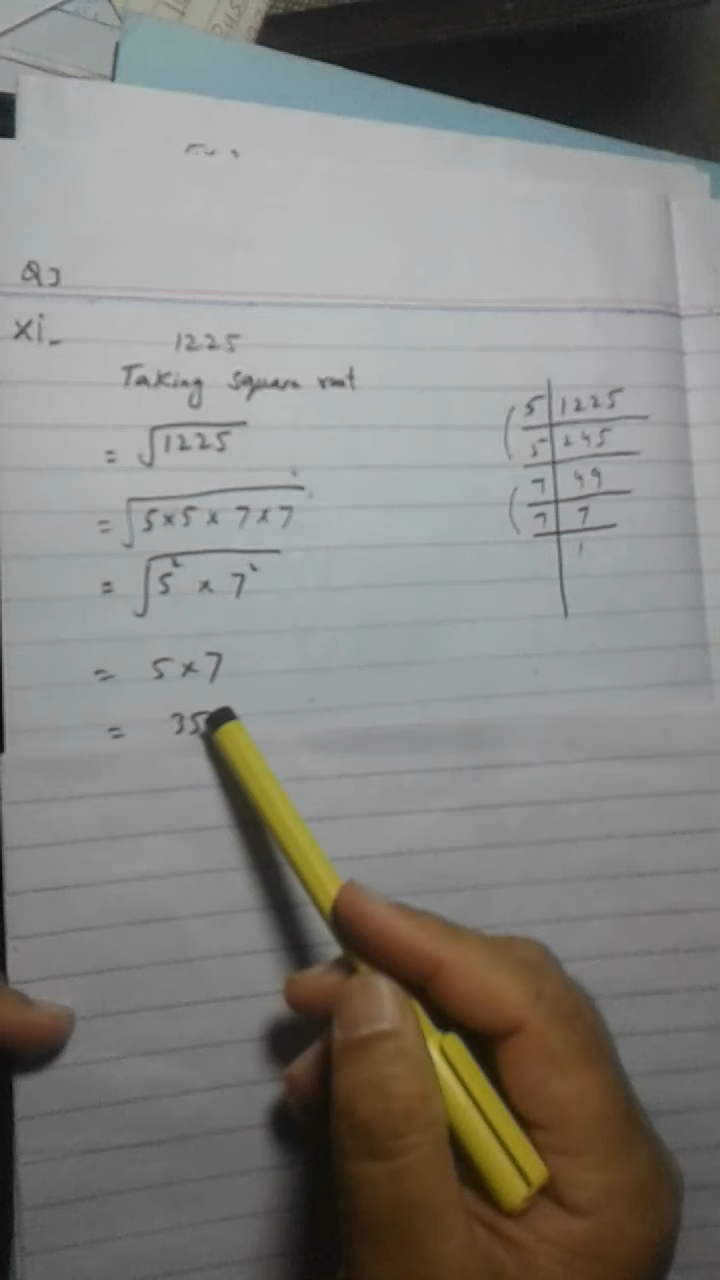 Q3
xi-
1225
Taking square root
= √1225
= √5×5×7×7
= √5² × 7²
= 5×7
= 35
5 | 1225
5 | 245
7 | 49
7 | 7
1